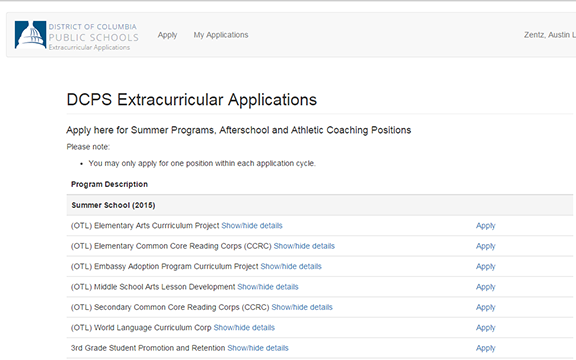 DISTRICT OF COLUMBIA
PUBLIC SCHOOLS
Extracurricular Applications
Apply My Applications Zentz, Austin L
DCPS Extracurricular Applications
Apply here for Summer Programs, Afterschool and Athletic Coaching Positions
Please note:
• You may only apply for one position within each application cycle.
Program Description
Summer School (2015)
(OTL) Elementary Arts Currriculum Project Show/hide details Apply
(OTL) Elementary Common Core Reading Corps (CCRC) Show/hide details Apply
(OTL) Embassy Adoption Program Curriculum Project Show/hide details Apply
(OTL) Middle School Arts Lesson Development Show/hide details Apply
(OTL) Secondary Common Core Reading Corps (CCRC) Show/hide details Apply
(OTL) World Language Curriculum Corp Show/hide details Apply
3rd Grade Student Promotion and Retention Show/hide details Apply